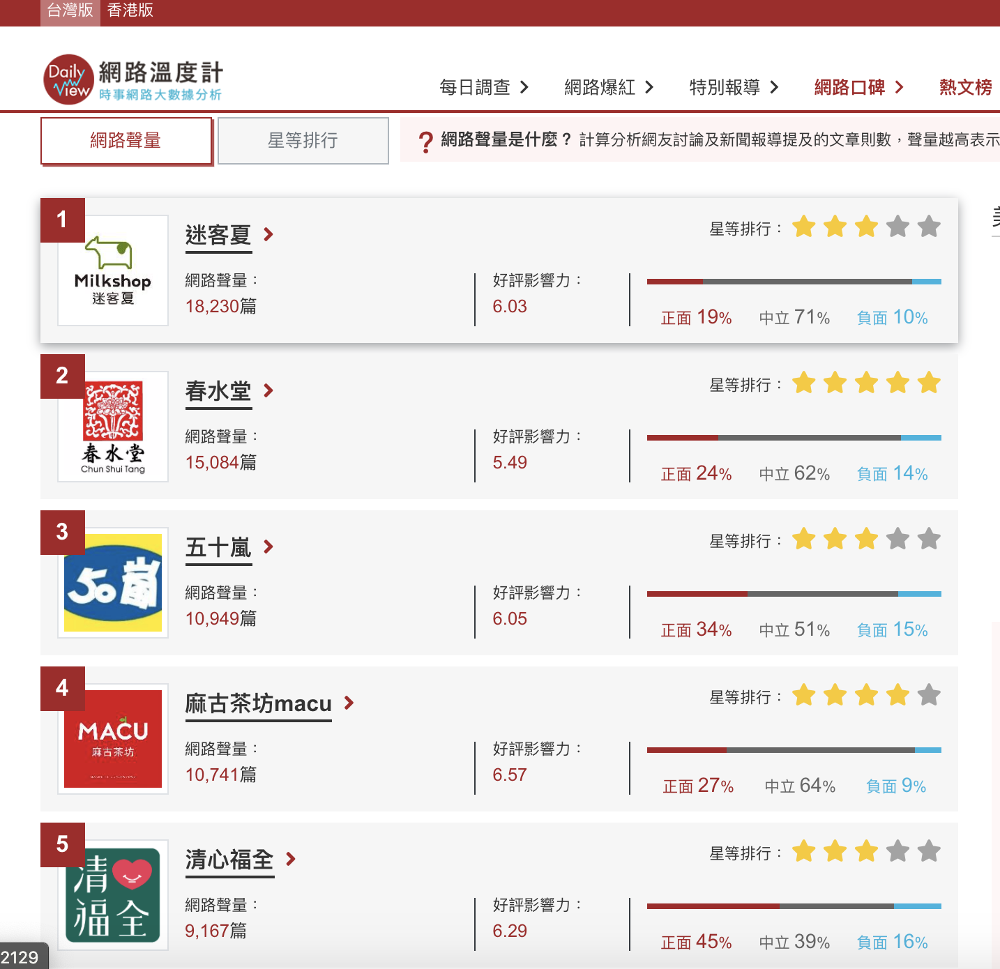 台灣版 香港版
Daily View 網路溫度計
時事網路大數據分析
每日調查 網路爆紅 特別報導 網路口碑 熱文榜
網路聲量 星等排行 ? 網路聲量是什麼？ 計算分析網友討論及新聞報導提及的文章則數，聲量越高表示
1
Milkshop
迷客夏
迷客夏
星等排行：
網路聲量：
18,230篇
好評影響力：
6.03
正面 19% 中立 71% 負面 10%
2
春水堂
Chun Shui Tang
春水堂
星等排行：
網路聲量：
15,084篇
好評影響力：
5.49
正面 24% 中立 62% 負面 14%
3
50嵐
五十嵐
星等排行：
網路聲量：
10,949篇
好評影響力：
6.05
正面 34% 中立 51% 負面 15%
4
MACU
麻古茶坊
麻古茶坊macu
星等排行：
網路聲量：
10,741篇
好評影響力：
6.57
正面 27% 中立 64% 負面 9%
5
清
福全
清心福全
星等排行：
網路聲量：
9,167篇
好評影響力：
6.29
正面 45% 中立 39% 負面 16%
2129